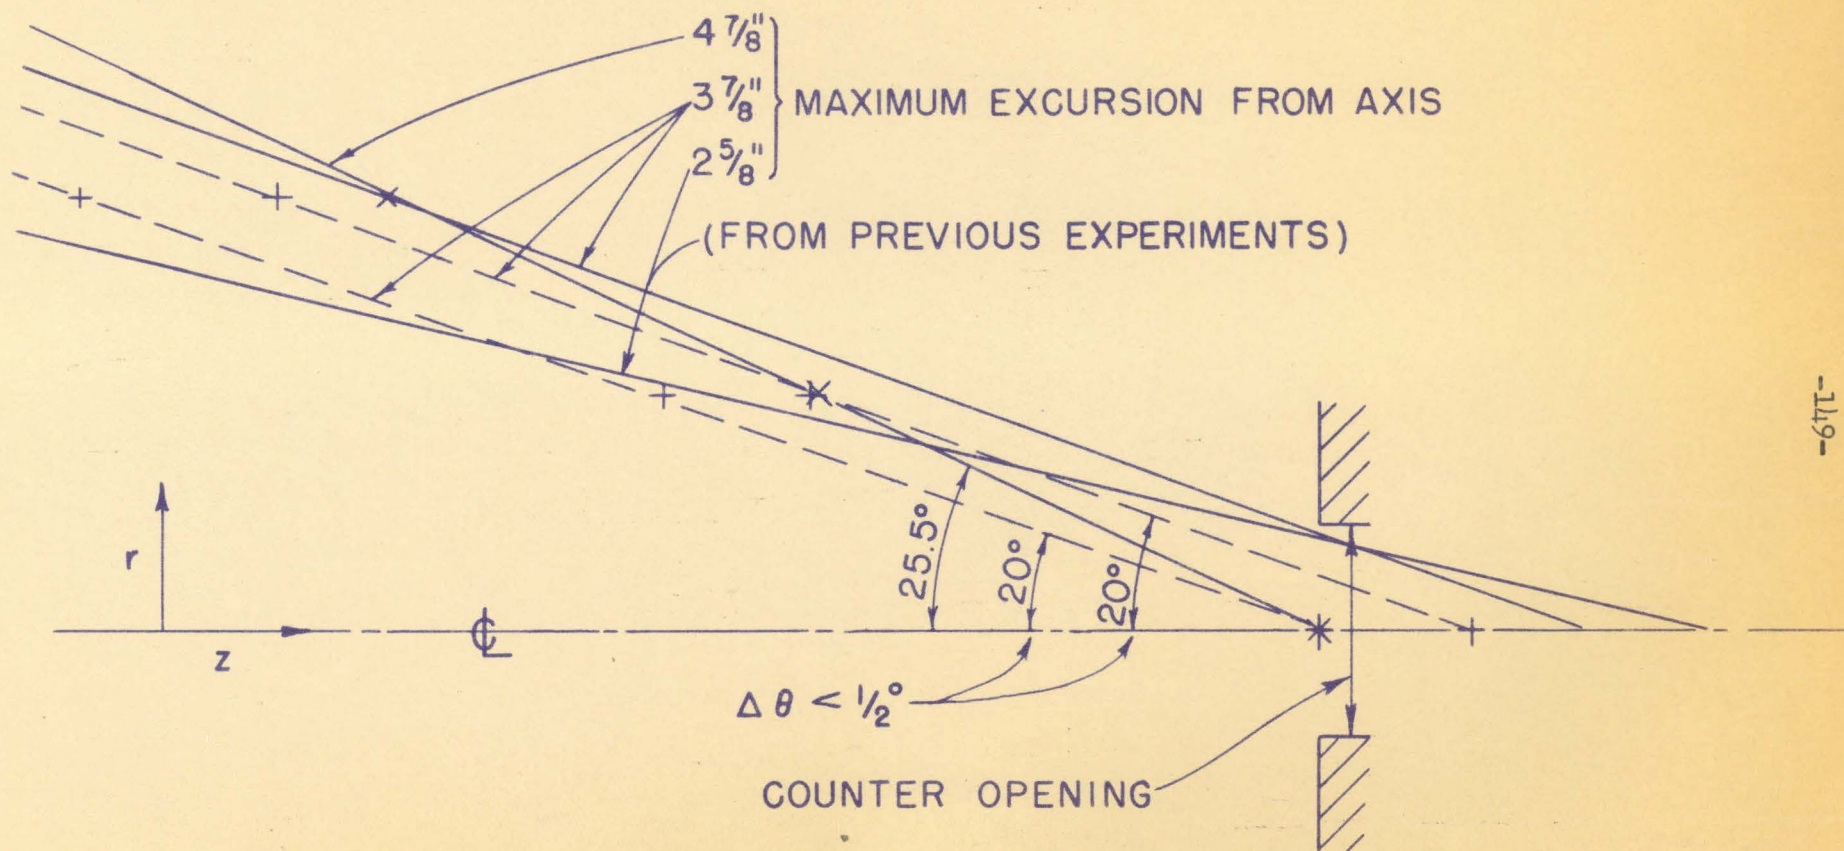 4 7/8"
3 7/8"
2 5/8"
MAXIMUM EXCURSION FROM AXIS
(FROM PREVIOUS EXPERIMENTS)
25.5°
20°
20°
r
z
℄
Δ θ < 1/2°
COUNTER OPENING
-149-